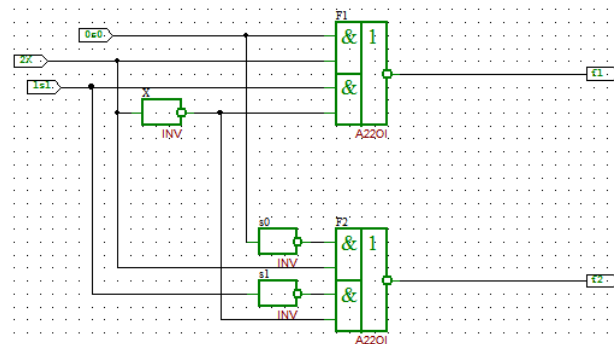 F1
0s0
& 1
2X
f1
1s1
&
X
INV
A22OI
s0
F2
& 1
INV
s1
f2
&
INV
A22OI